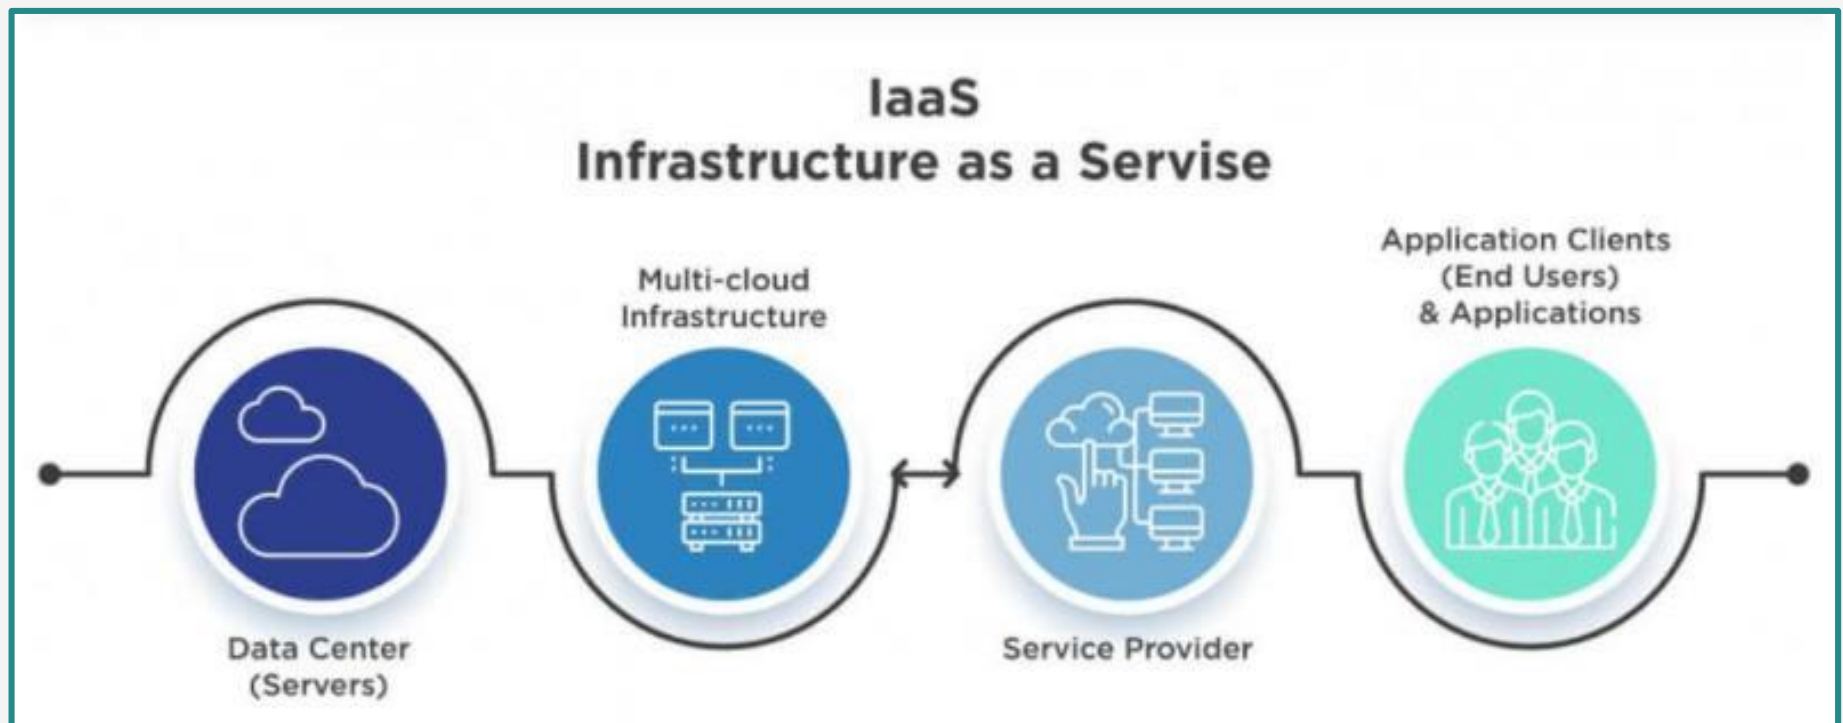 IaaS
Infrastructure as a Servise
Data Center
(Servers)
Multi-cloud
Infrastructure
Service Provider
Application Clients
(End Users)
& Applications